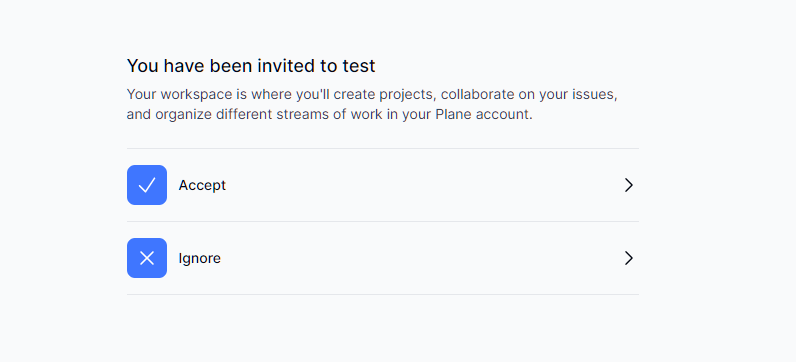 You have been invited to test
Your workspace is where you'll create projects, collaborate on your issues,
and organize different streams of work in your Plane account.
Accept
Ignore